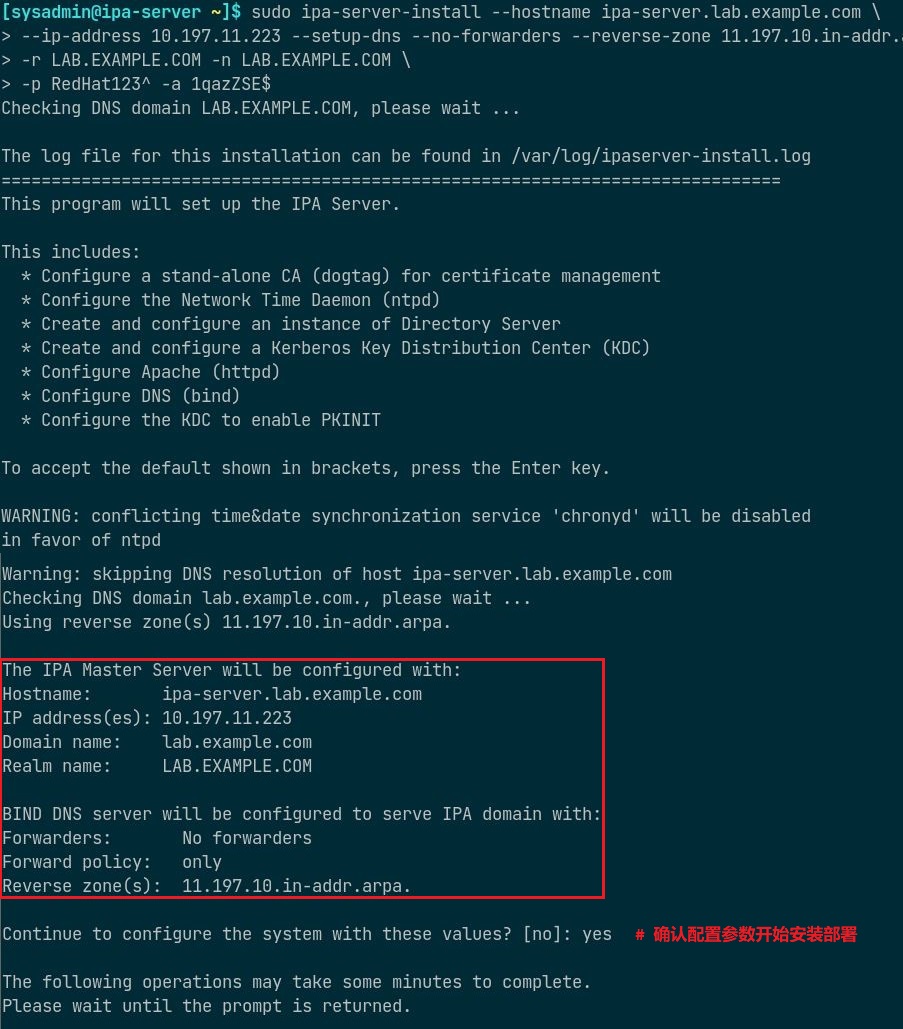 [sysadmin@ipa-server ~]$ sudo ipa-server-install --hostname ipa-server.lab.example.com \
> --ip-address 10.197.11.223 --setup-dns --no-forwarders --reverse-zone 11.197.10.in-addr.
> -r LAB.EXAMPLE.COM -n LAB.EXAMPLE.COM \
> -p RedHat123^ -a 1qazZSE$
Checking DNS domain LAB.EXAMPLE.COM, please wait ...
The log file for this installation can be found in /var/log/ipaserver-install.log
==============================================================================
This program will set up the IPA Server.
This includes:
* Configure a stand-alone CA (dogtag) for certificate management
* Configure the Network Time Daemon (ntpd)
* Create and configure an instance of Directory Server
* Create and configure a Kerberos Key Distribution Center (KDC)
* Configure Apache (httpd)
* Configure DNS (bind)
* Configure the KDC to enable PKINIT
To accept the default shown in brackets, press the Enter key.
WARNING: conflicting time&date synchronization service 'chronyd' will be disabled
in favor of ntpd
Warning: skipping DNS resolution of host ipa-server.lab.example.com
Checking DNS domain lab.example.com., please wait ...
Using reverse zone(s) 11.197.10.in-addr.arpa.
The IPA Master Server will be configured with:
Hostname: ipa-server.lab.example.com
IP address(es): 10.197.11.223
Domain name: lab.example.com
Realm name: LAB.EXAMPLE.COM
BIND DNS server will be configured to serve IPA domain with:
Forwarders: No forwarders
Forward policy: only
Reverse zone(s): 11.197.10.in-addr.arpa.
Continue to configure the system with these values? [no]: yes # 确认配置参数开始安装部署
The following operations may take some minutes to complete.
Please wait until the prompt is returned.